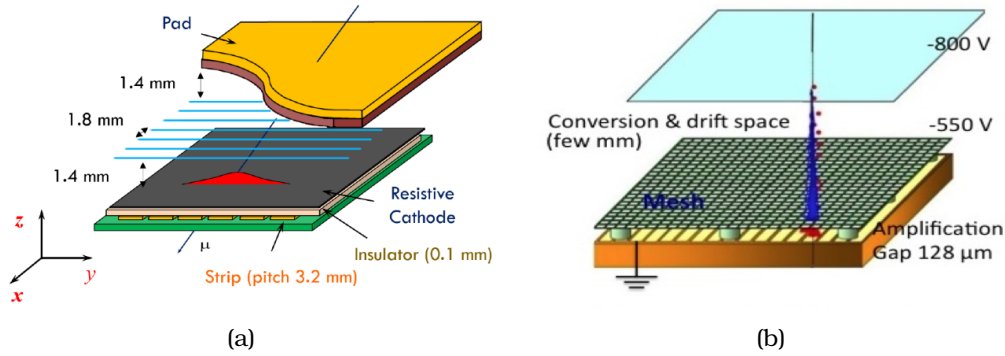 Pad
1.4 mm
1.8 mm
1.4 mm
Resistive
Cathode
Insulator (0.1 mm)
μ
Strip (pitch 3.2 mm)
z
y
x
(a)
-800 V
Conversion & drift space
(few mm)
-550 V
Mesh
Amplification
Gap 128 μm
(b)